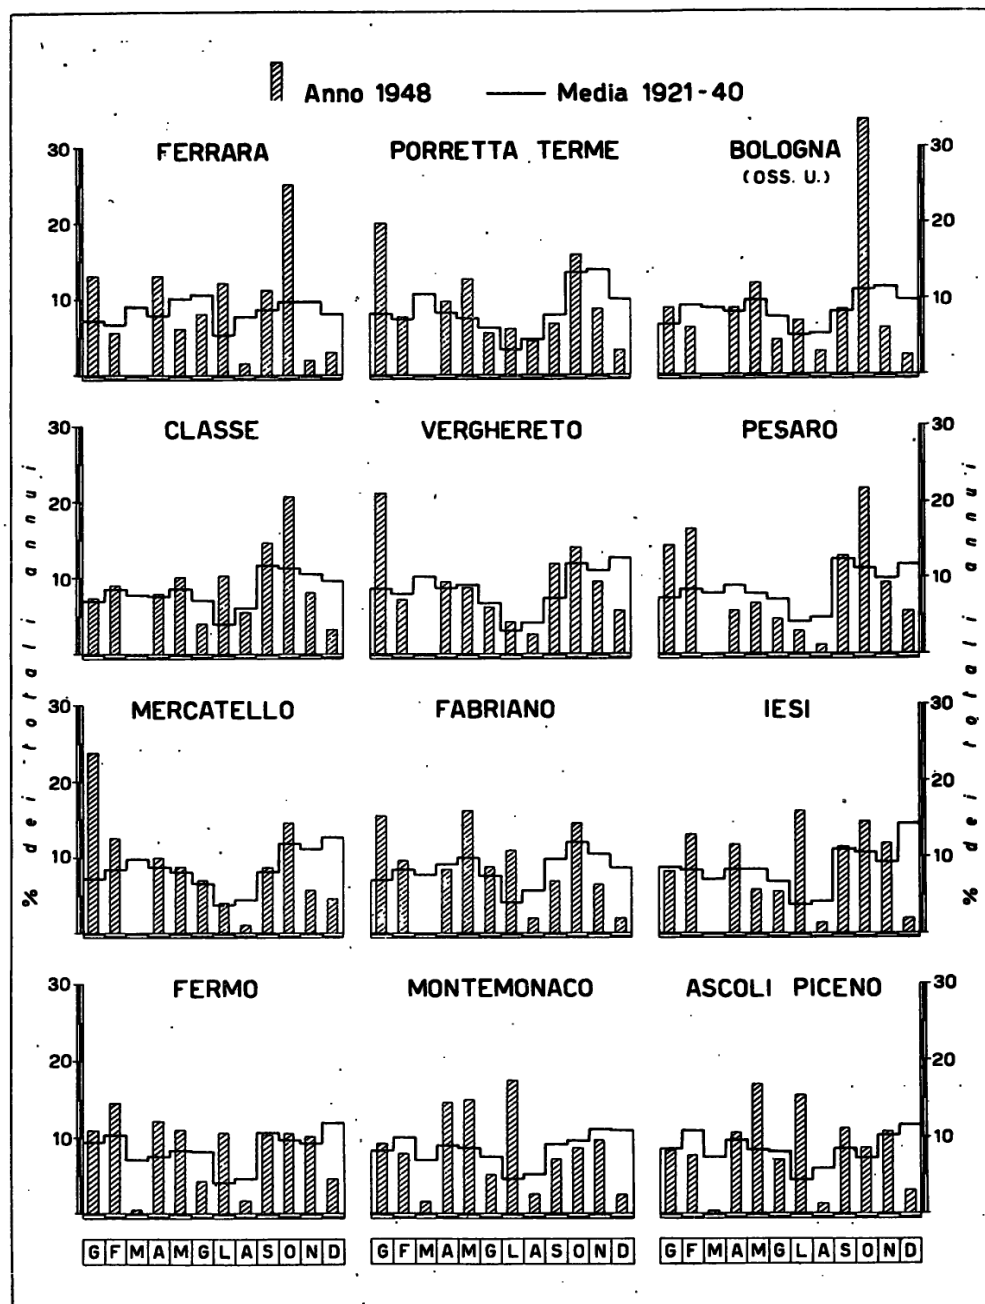 Anno 1948 Media 1921-40
FERRARA PORRETTA TERME BOLOGNA
(OSS. U.)
30 30
20 20
10 10
CLASSE VERGHERETO PESARO
30 30
20 20
10 10
MERCATELLO FABRIANO IESI
30 30
20 20
10 10
FERMO MONTEMONACO ASCOLI PICENO
30 30
20 20
10 10
% dei totali annui
% dei totali annui
G F M A M G L A S O N D G F M A M G L A S O N D G F M A M G L A S O N D